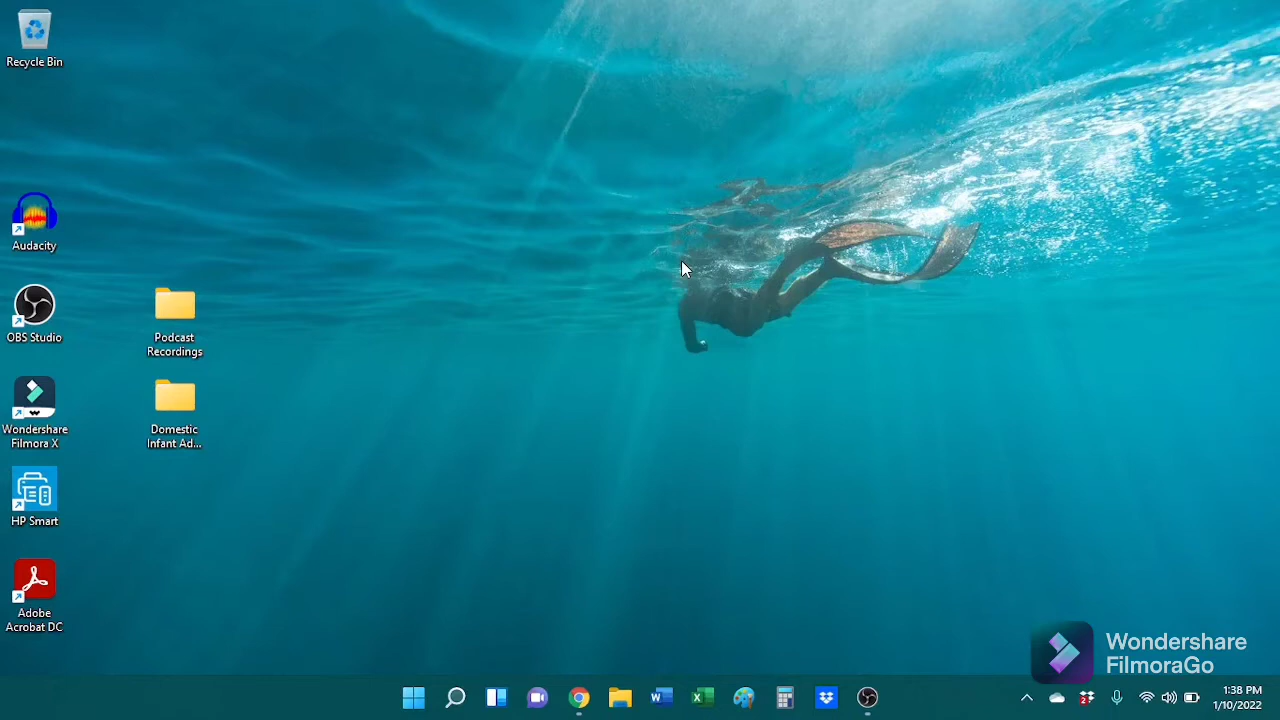 Recycle Bin
Audacity
OBS Studio
Podcast
Recordings
Wondershare
Filmora X
Domestic
Infant Ad...
HP Smart
Adobe
Acrobat DC
Wondershare
FilmoraGo
W
X
2
1:38 PM
1/10/2022